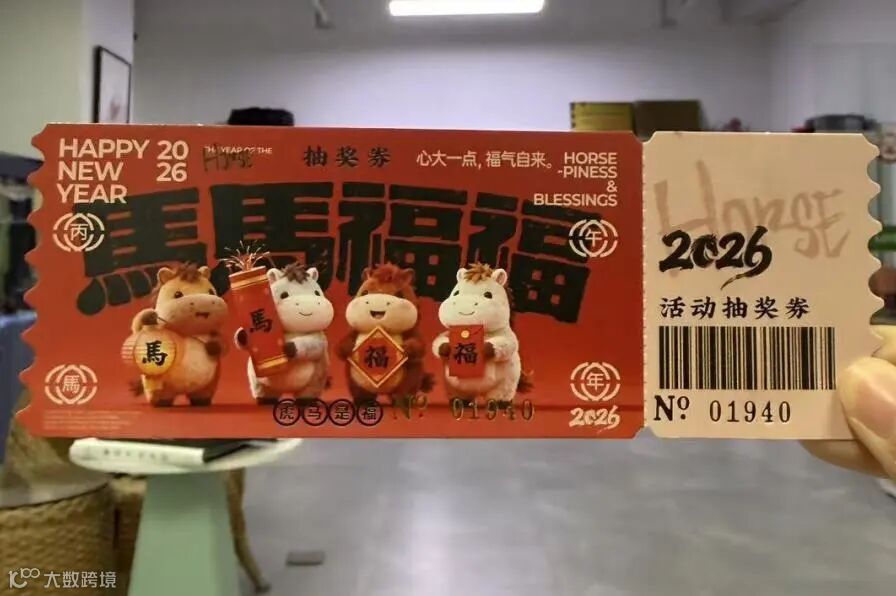 HAPPY
NEW
YEAR
20
26
THE YEAR OF THE
HORSE
抽奖券
心大一点，福气自来。
HORSE
-PINESS
&
BLESSINGS
馬馬福福
丙
午
馬
年
馬
馬
福
福
虎马是福
Nº 01940
2026
HORSE
2026
活动抽奖券
Nº 01940
大数跨境